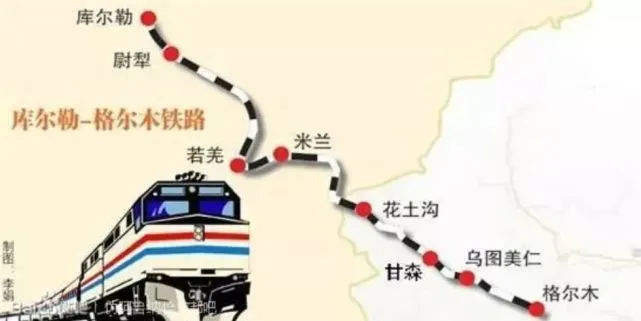 库尔勒
尉犁
库尔勒-格尔木铁路
若羌
米兰
花土沟
甘森
乌图美仁
格尔木
制图：李娟